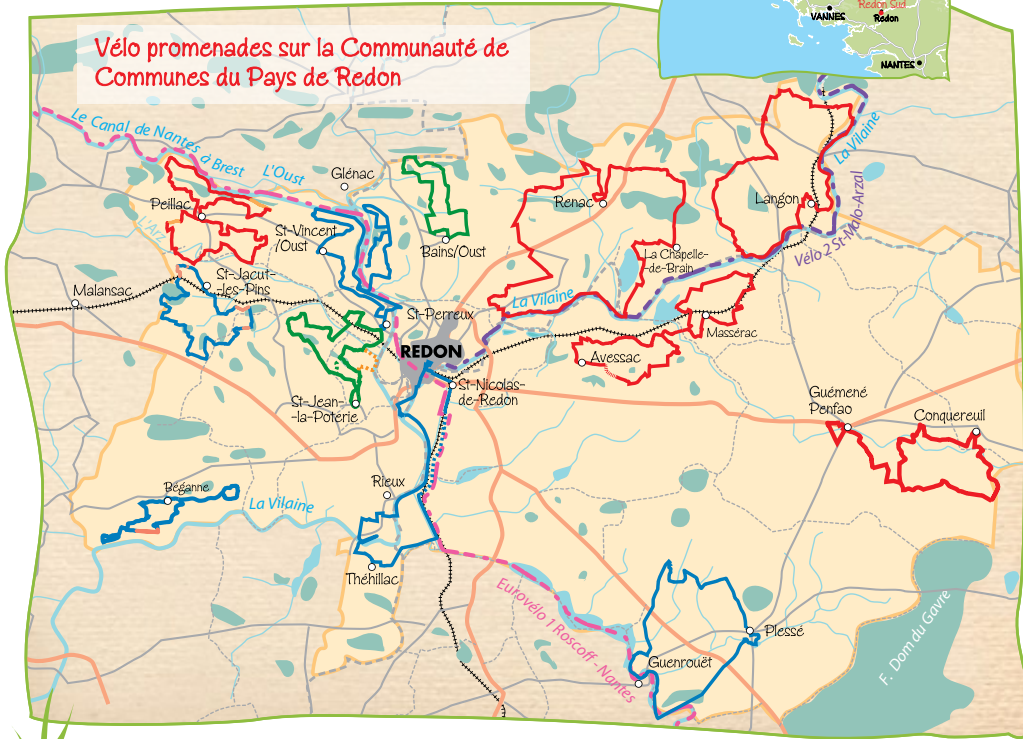 Vélo promenades sur la Communauté de
Communes du Pays de Redon
Redon Sud
VANNES
Redon
NANTES
Le Canal de Nantes à Brest
L'Oust
Glénac
La Vilaine
Peillac
L'Arz
St-Vincent
/Oust
Bains/Oust
Renac
Langon
La Chapelle-
-de-Brain
Vélo 2 St-Malo-Arzal
St-Jacut-
-les-Pins
Malansac
La Vilaine
St-Perreux
Massérac
REDON
Avessac
St-Nicolas-
de-Redon
St-Jean-
-la-Poterie
Guémené
Penfao
Conquereuil
Béganne
Rieux
La Vilaine
Théhillac
Eurovélo 1 Roscoff - Nantes
Plessé
Guenrouët
F. Dom du Gavre